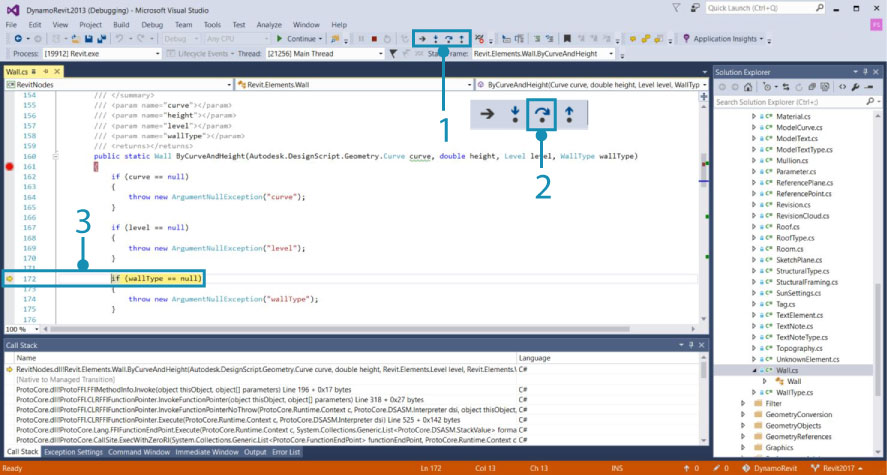 DynamoRevit.2013 (Debugging) - Microsoft Visual Studio
Quick Launch (Ctrl+Q)
File Edit View Project Build Debug Team Tools Test Analyze Window Help
Debug Any CPU Continue Application Insights
Process: [19912] Revit.exe Lifecycle Events Thread: [21256] Main Thread Stack Frame: Revit.Elements.Wall.ByCurveAndHeight
Wall.cs
RevitNodes Revit.Elements.Wall ByCurveAndHeight(Curve curve, double height, Level level, WallTyp
154 /// </summary>
155 /// <param name="curve"></param>
156 /// <param name="height"></param>
157 /// <param name="level"></param>
158 /// <param name="wallType"></param>
159 /// <returns></returns>
160 public static Wall ByCurveAndHeight(Autodesk.DesignScript.Geometry.Curve curve, double height, Level level, WallType wallType)
161 {
162 if (curve == null)
163 {
164 throw new ArgumentNullException("curve");
165 }
166
167 if (level == null)
168 {
169 throw new ArgumentNullException("level");
170 }
171
172 if (wallType == null)
173 {
174 throw new ArgumentNullException("wallType");
175 }
176
100 %
1
2
3
Call Stack
Name Language
RevitNodes.dll!Revit.Elements.Wall.ByCurveAndHeight(Autodesk.DesignScript.Geometry.Curve curve, double height, Revit.Elements.Level level, Revit.Elements.\ C#
[Native to Managed Transition]
ProtoCore.dll!ProtoFFI.FFIMethodInfo.Invoke(object thisObject, object[] parameters) Line 196 + 0x17 bytes C#
ProtoCore.dll!ProtoFFI.CLRFFIFunctionPointer.InvokeFunctionPointer(object thisObject, object[] parameters) Line 318 + 0x27 bytes C#
ProtoCore.dll!ProtoFFI.CLRFFIFunctionPointer.InvokeFunctionPointerNoThrow(ProtoCore.Runtime.Context c, ProtoCore.DSASM.Interpreter dsi, object thisObject, C#
ProtoCore.dll!ProtoFFI.CLRFFIFunctionPointer.Execute(ProtoCore.Runtime.Context c, ProtoCore.DSASM.Interpreter dsi) Line 525 + 0x142 bytes C#
ProtoCore.dll!ProtoCore.Lang.FFIFunctionEndPoint.Execute(ProtoCore.Runtime.Context c, System.Collections.Generic.List<ProtoCore.DSASM.StackValue> forma C#
ProtoCore.dll!ProtoCore.CallSite.ExecWithZeroRI(System.Collections.Generic.List<ProtoCore.FunctionEndPoint> functionEndPoint, ProtoCore.Runtime.Context c C#
Call Stack Exception Settings Command Window Immediate Window Output Error List
Solution Explorer
Search Solution Explorer (Ctrl+;)
C# Material.cs
C# ModelCurve.cs
C# ModelText.cs
C# ModelTextType.cs
C# Mullion.cs
C# Parameter.cs
C# ReferencePlane.cs
C# ReferencePoint.cs
C# Revision.cs
C# RevisionCloud.cs
C# Roof.cs
C# RoofType.cs
C# Room.cs
C# SketchPlane.cs
C# StructuralType.cs
C# StucturalFraming.cs
C# SunSettings.cs
C# Tag.cs
C# TextElement.cs
C# TextNote.cs
C# TextNoteType.cs
C# Topography.cs
C# UnknownElement.cs
C# Wall.cs
Wall
C# WallType.cs
Filter
GeometryConversion
GeometryObjects
GeometryReferences
Graphics
Ready Ln 172 Col 13 Ch 13 INS 0 0 DynamoRevit Revit2017